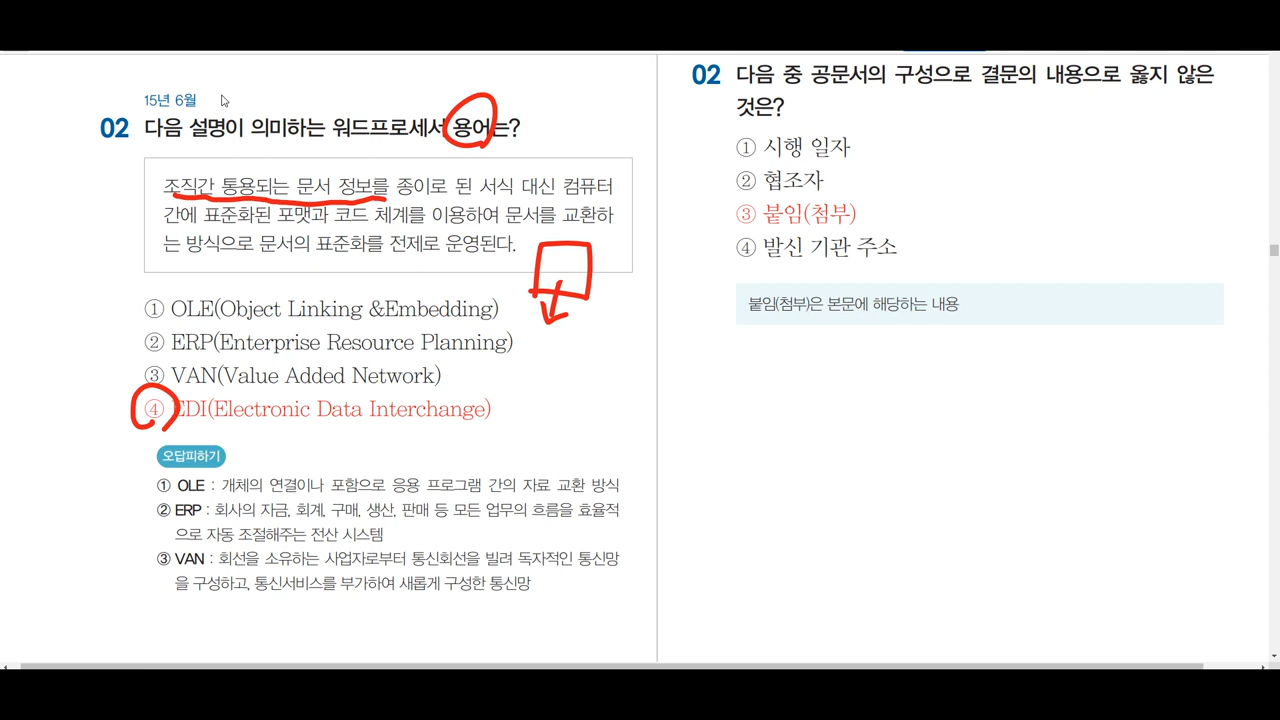 15년 6월
02 다음 설명이 의미하는 워드프로세서 용어는?
조직간 통용되는 문서 정보를 종이로 된 서식 대신 컴퓨터
간에 표준화된 포맷과 코드 체계를 이용하여 문서를 교환하
는 방식으로 문서의 표준화를 전제로 운영된다.
① OLE(Object Linking &Embedding)
② ERP(Enterprise Resource Planning)
③ VAN(Value Added Network)
④ EDI(Electronic Data Interchange)
오답피하기
① OLE : 개체의 연결이나 포함으로 응용 프로그램 간의 자료 교환 방식
② ERP : 회사의 자금, 회계, 구매, 생산, 판매 등 모든 업무의 흐름을 효율적
으로 자동 조절해주는 전산 시스템
③ VAN : 회선을 소유하는 사업자로부터 통신회선을 빌려 독자적인 통신망
을 구성하고, 통신서비스를 부가하여 새롭게 구성한 통신망
02 다음 중 공문서의 구성으로 결문의 내용으로 옳지 않은
것은?
① 시행 일자
② 협조자
③ 붙임(첨부)
④ 발신 기관 주소
붙임(첨부)은 본문에 해당하는 내용